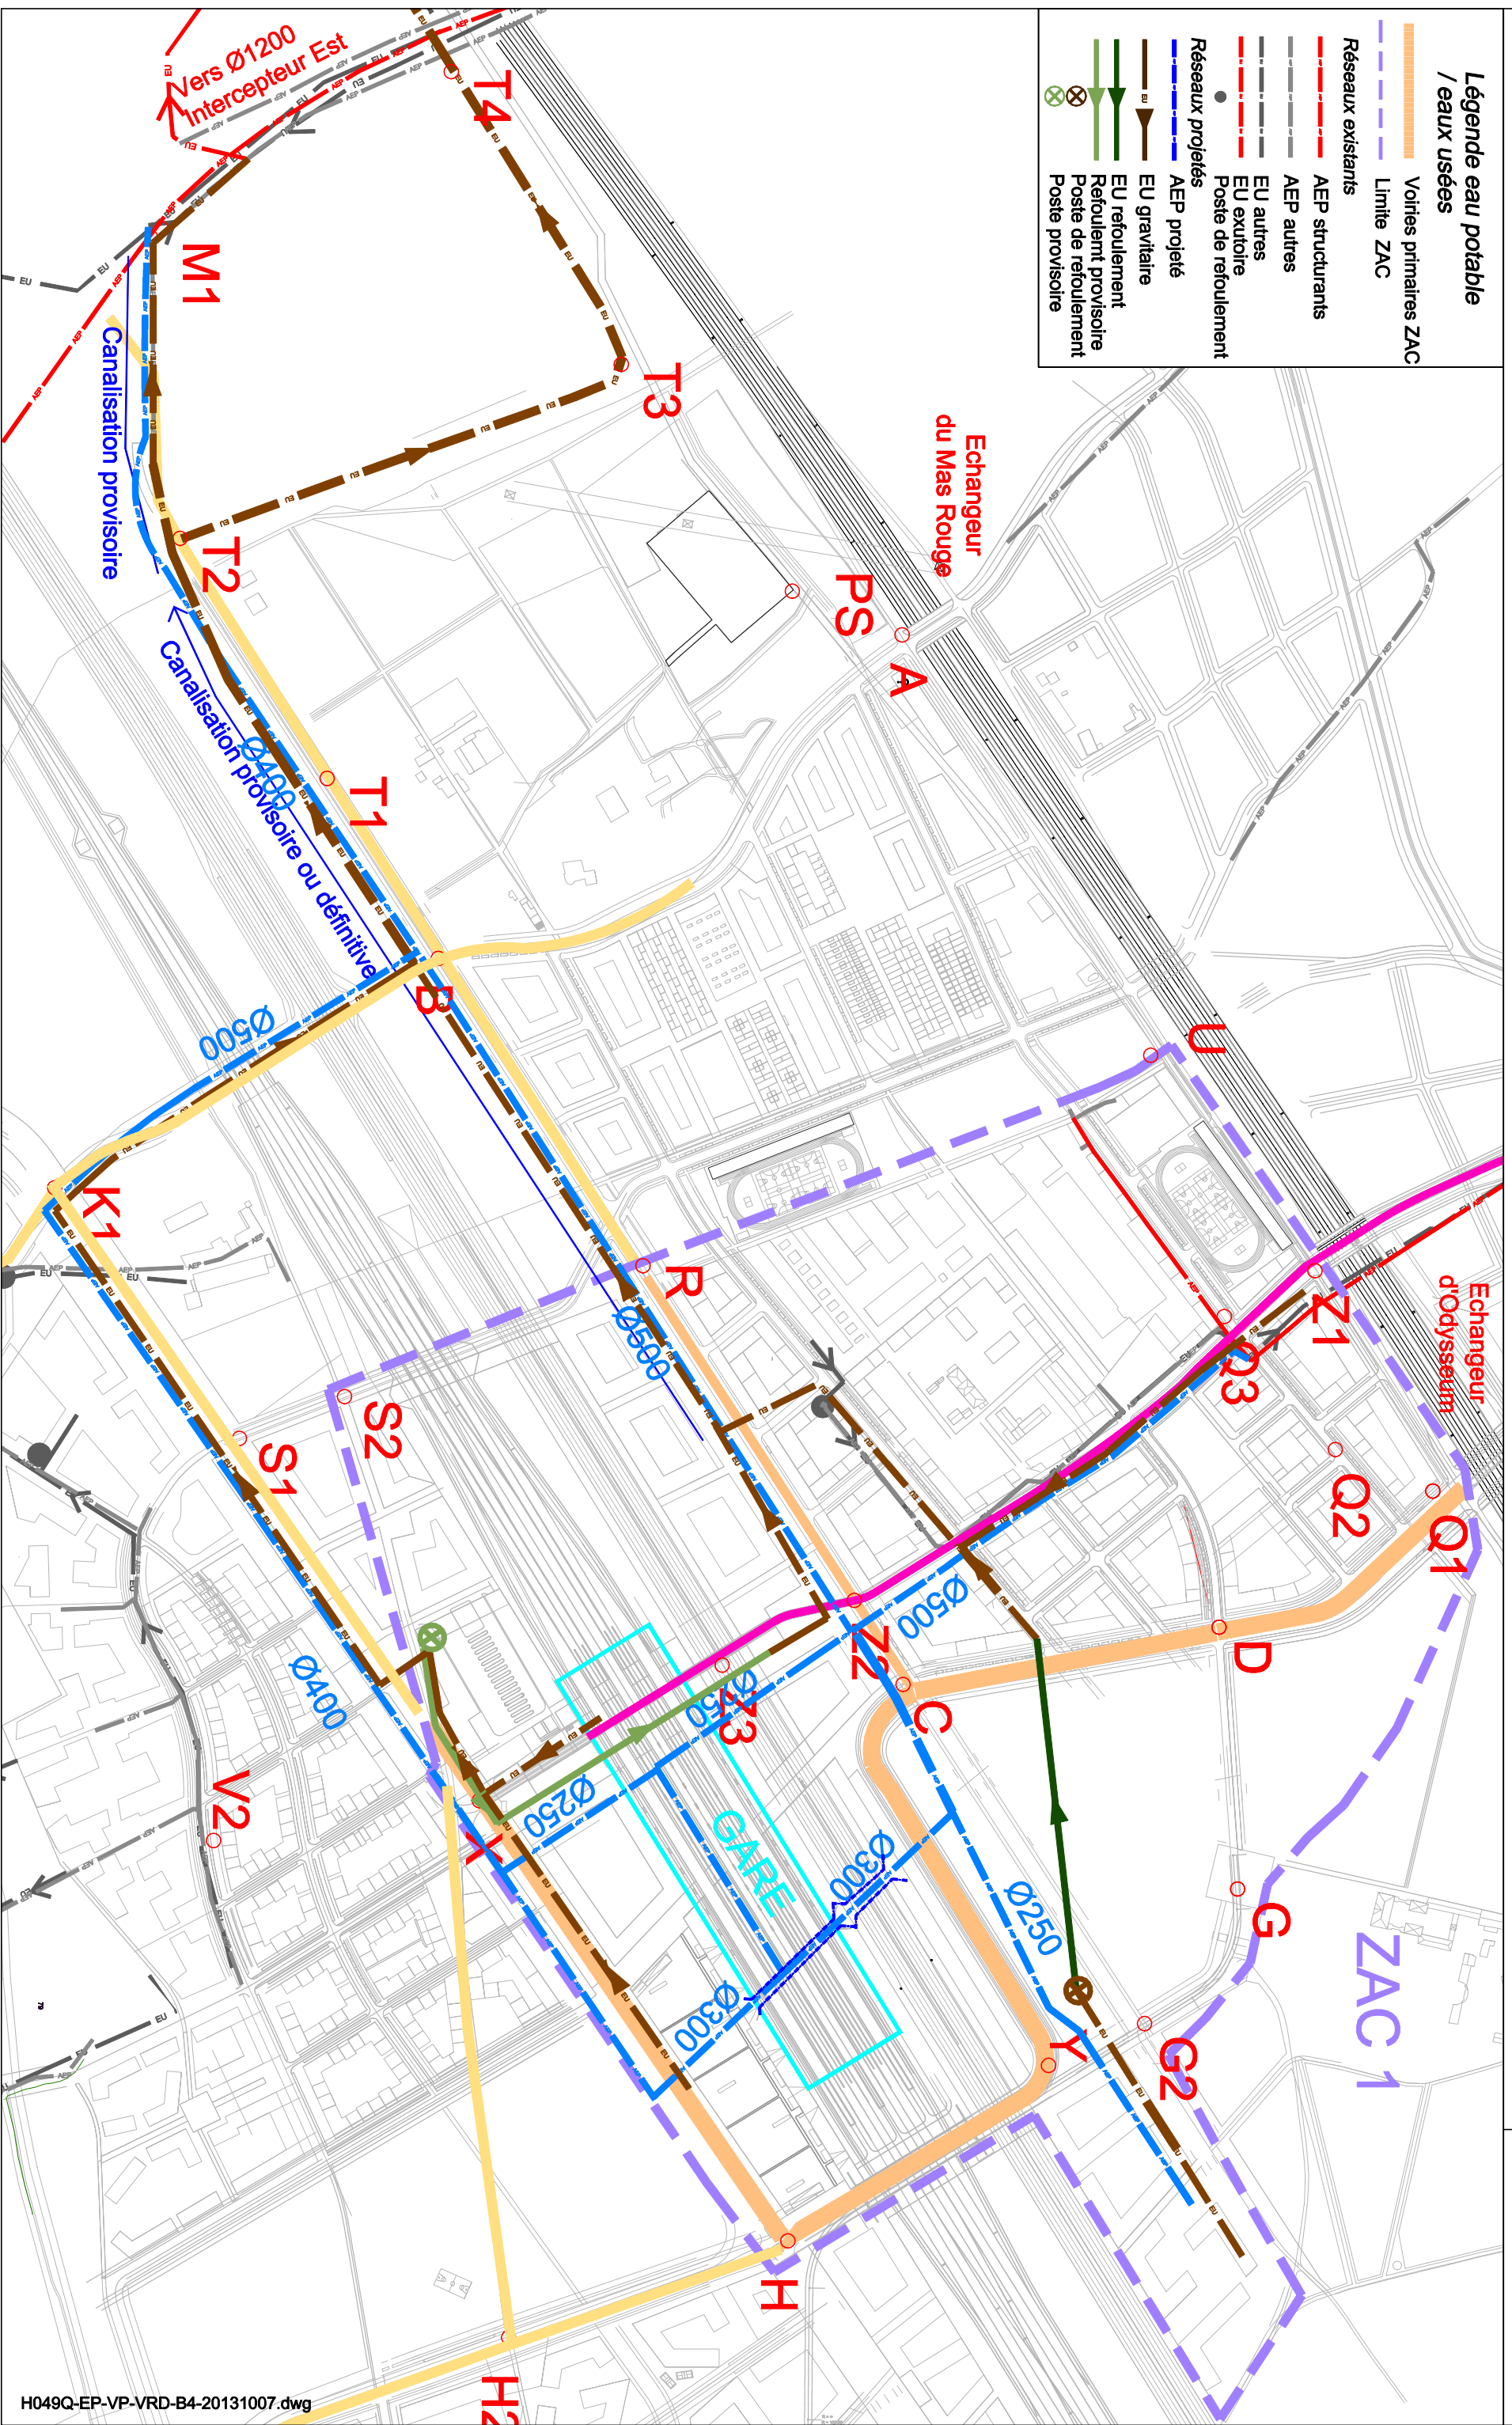 Légende eau potable
/ eaux usées
Voiries primaires ZAC
Limite ZAC
Réseaux existants
AEP structurants
AEP autres
EU autres
EU exutoire
Poste de refoulement
Réseaux projetés
AEP projeté
EU gravitaire
EU refoulement
Refoulemt provisoire
Poste de refoulement
Poste provisoire
Vers Ø1200
Intercepteur Est
T4
M1
T3
T2
Canalisation provisoire
Canalisation provisoire ou définitive
Echangeur
du Mas Rouge
PS
A
T1
Ø400
B
Ø500
K1
U
R
Ø500
S2
S1
Echangeur
d'Odysseum
Z1
Q3
Q2
Q1
D
Ø500
Z2
C
Z3
Ø250
Ø250
X
Ø400
V2
GARE
Ø300
Ø300
Ø250
Y
G
G2
ZAC 1
H
H2
H049Q-EP-VP-VRD-B4-20131007.dwg